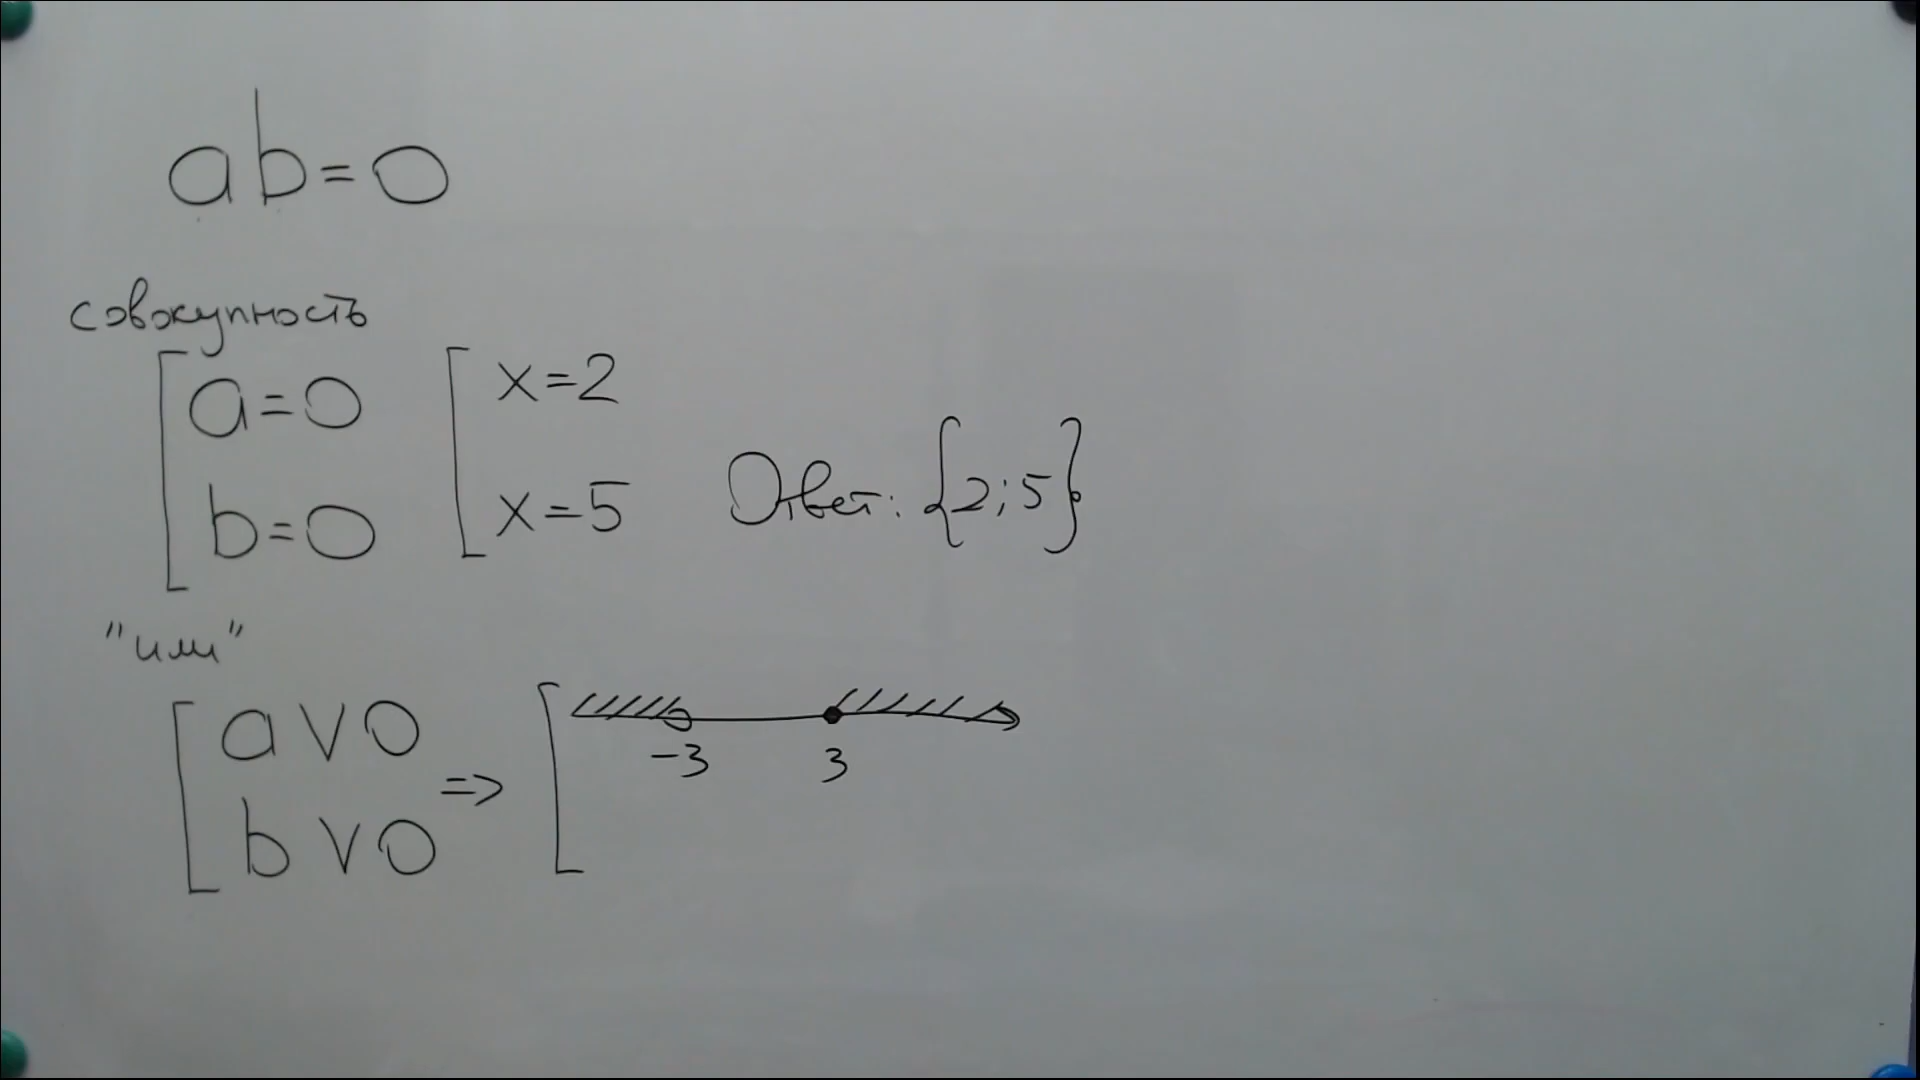 ab=0
совокупность
a=0
b=0
x=2
x=5
Ответ: {2;5}
"или"
a∨0
b∨0
=>
-3 3